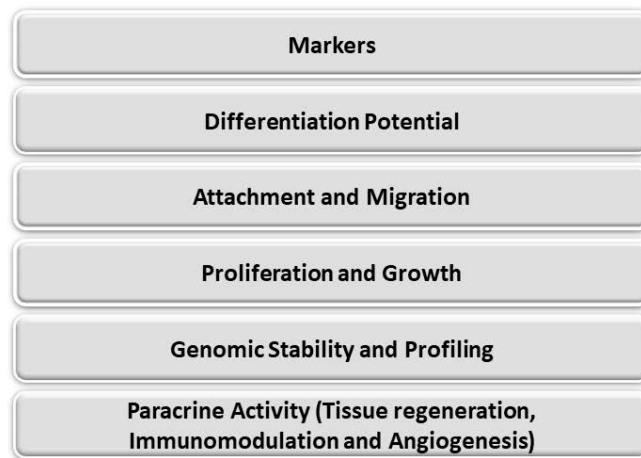 Markers
Differentiation Potential
Attachment and Migration
Proliferation and Growth
Genomic Stability and Profiling
Paracrine Activity (Tissue regeneration,
Immunomodulation and Angiogenesis)